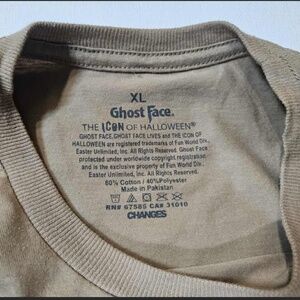 XL
Ghost Face.
THE ICON OF HALLOWEEN®
GHOST FACE, GHOST FACE LIVES and THE ICON OF
HALLOWEEN are registered trademarks of Fun World Div.,
Easter Unlimited, Inc. All Rights Reserved. Ghost Face
protected under worldwide copyright registration
and is the exclusive property of Fun World Div.
Easter Unlimited, Inc. All Rights Reserved.
60% Cotton / 40%Polyester
Made in Pakistan
RN# 67585 CA# 31010
CHANGES